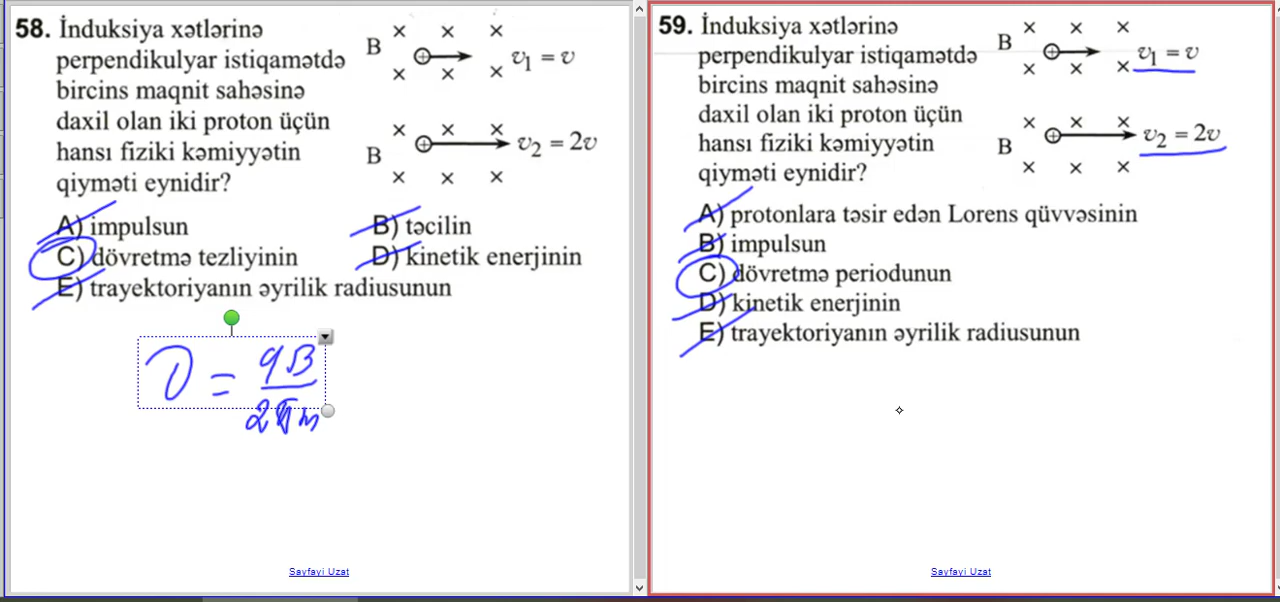 58. İnduksiya xətlərinə
perpendikulyar istiqamətdə
bircins maqnit sahəsinə
daxil olan iki proton üçün
hansı fiziki kəmiyyətin
qiyməti eynidir?
B
× × ×
v₁ = v
× × ×
× × ×
v₂ = 2v
B
× × ×
A) impulsun
B) təcilin
C) dövretmə tezliyinin
D) kinetik enerjinin
E) trayektoriyanın əyrilik radiusunun
ν = qB
2πm
Sayfayi Uzat
59. İnduksiya xətlərinə
perpendikulyar istiqamətdə
bircins maqnit sahəsinə
daxil olan iki proton üçün
hansı fiziki kəmiyyətin
qiyməti eynidir?
× × ×
B
v₁ = v
× × ×
× × ×
v₂ = 2v
B
× × ×
A) protonlara təsir edən Lorens qüvvəsinin
B) impulsun
C) dövretmə periodunun
D) kinetik enerjinin
E) trayektoriyanın əyrilik radiusunun
Sayfayi Uzat